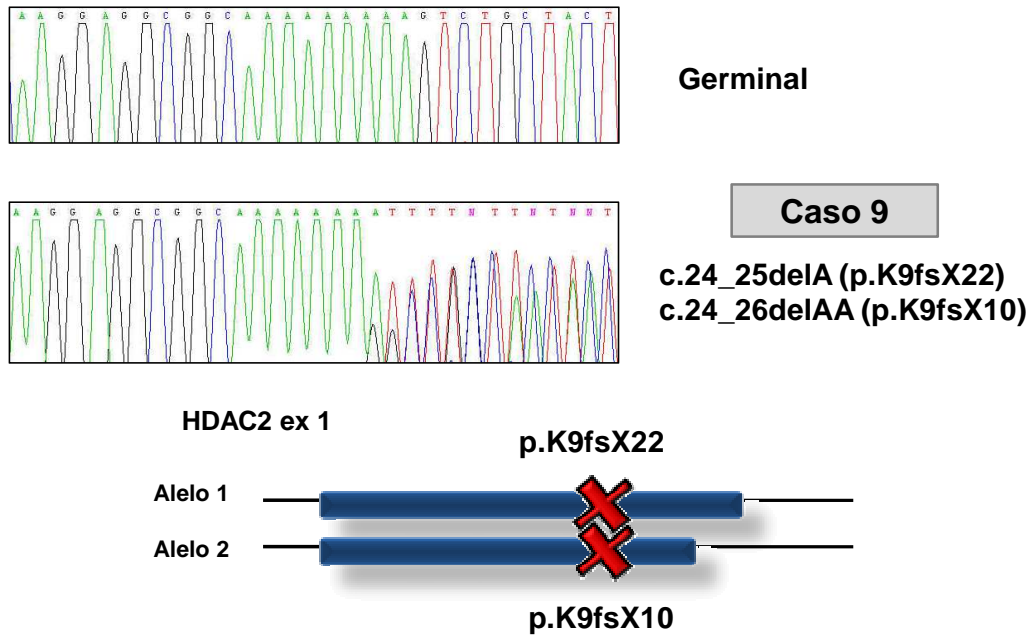 A A G G A G G C G G C A A A A A A A A A G T C T G C T A C T
Germinal
A A G G A G G C G G C A A A A A A A A T T T T N T T N T N N T
Caso 9
c.24_25delA (p.K9fsX22)
c.24_26delAA (p.K9fsX10)
HDAC2 ex 1
p.K9fsX22
Alelo 1
Alelo 2
p.K9fsX10